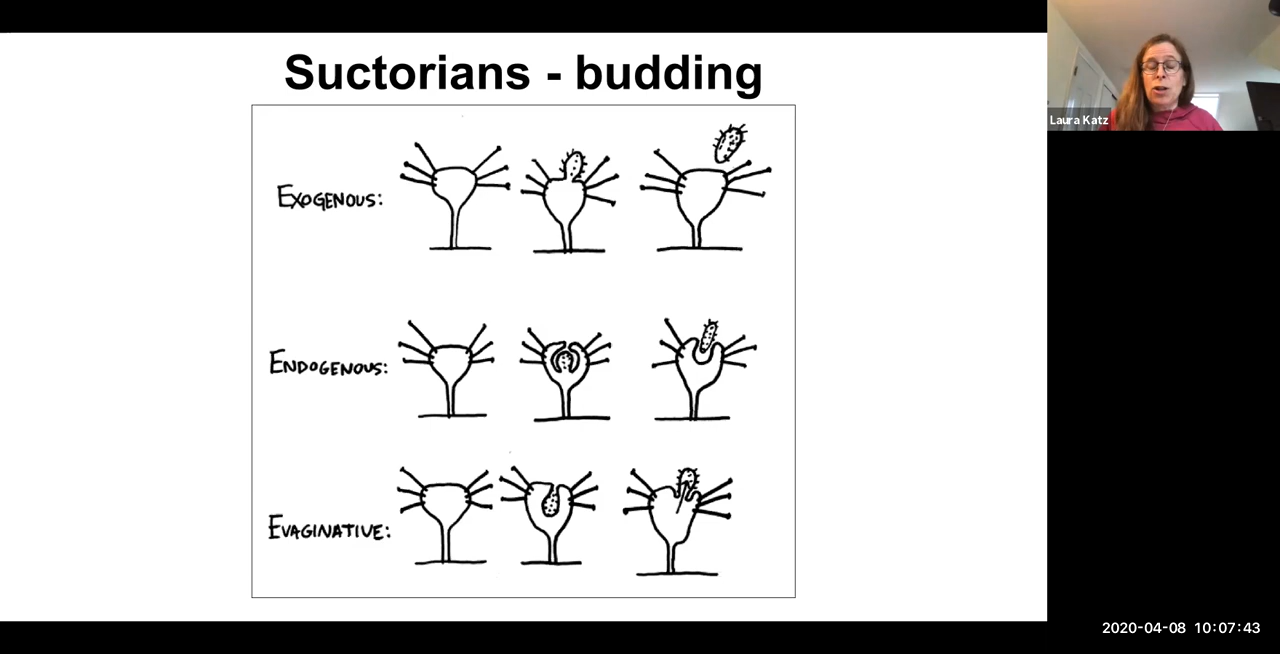 Suctorians - budding
Laura Katz
EXOGENOUS:
ENDOGENOUS:
EVAGINATIVE:
2020-04-08 10:07:43